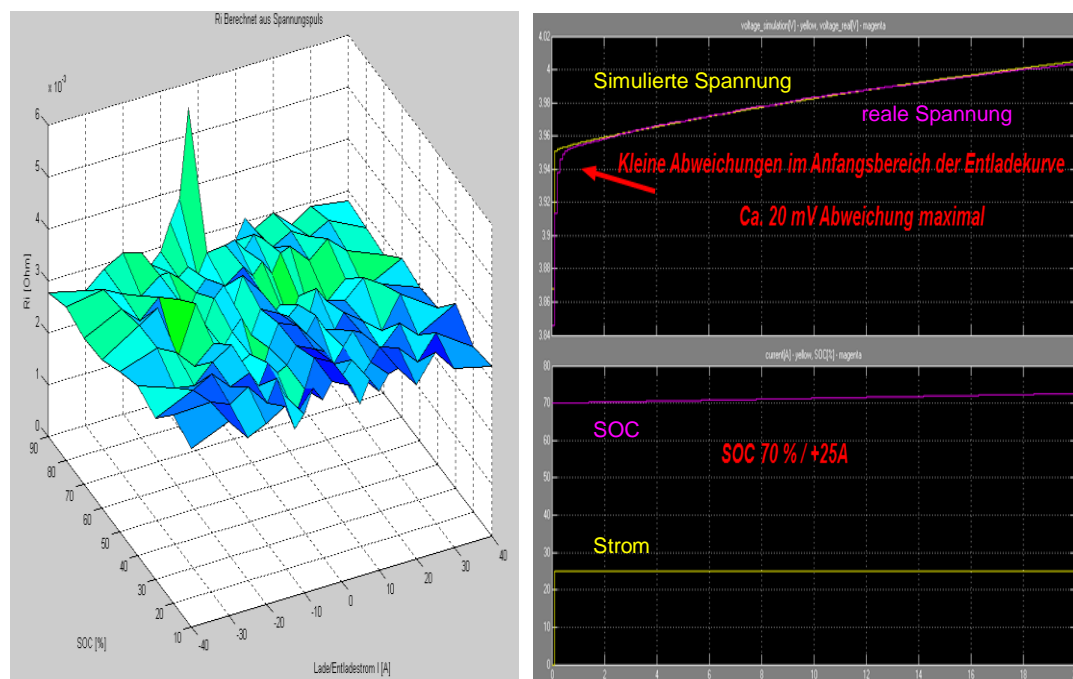 Ri Berechnet aus Spannungspuls
x 10⁻³
6
5
4
3
2
1
0
Ri [Ohm]
90
80
70
60
50
40
30
20
10
SOC [%]
-40
-30
-20
-10
0
10
20
30
40
Lade/Entladestrom I [A]
voltage_simulation[V] - yellow, voltage_real[V] - magenta
4.02
4
3.98
3.96
3.94
3.92
3.9
3.88
3.86
3.84
Simulierte Spannung
reale Spannung
Kleine Abweichungen im Anfangsbereich der Entladekurve
Ca. 20 mV Abweichung maximal
current[A] - yellow, SOC[%] - magenta
80
70
60
50
40
30
20
10
0
SOC
SOC 70 % / +25A
Strom
0 2 4 6 8 10 12 14 16 18